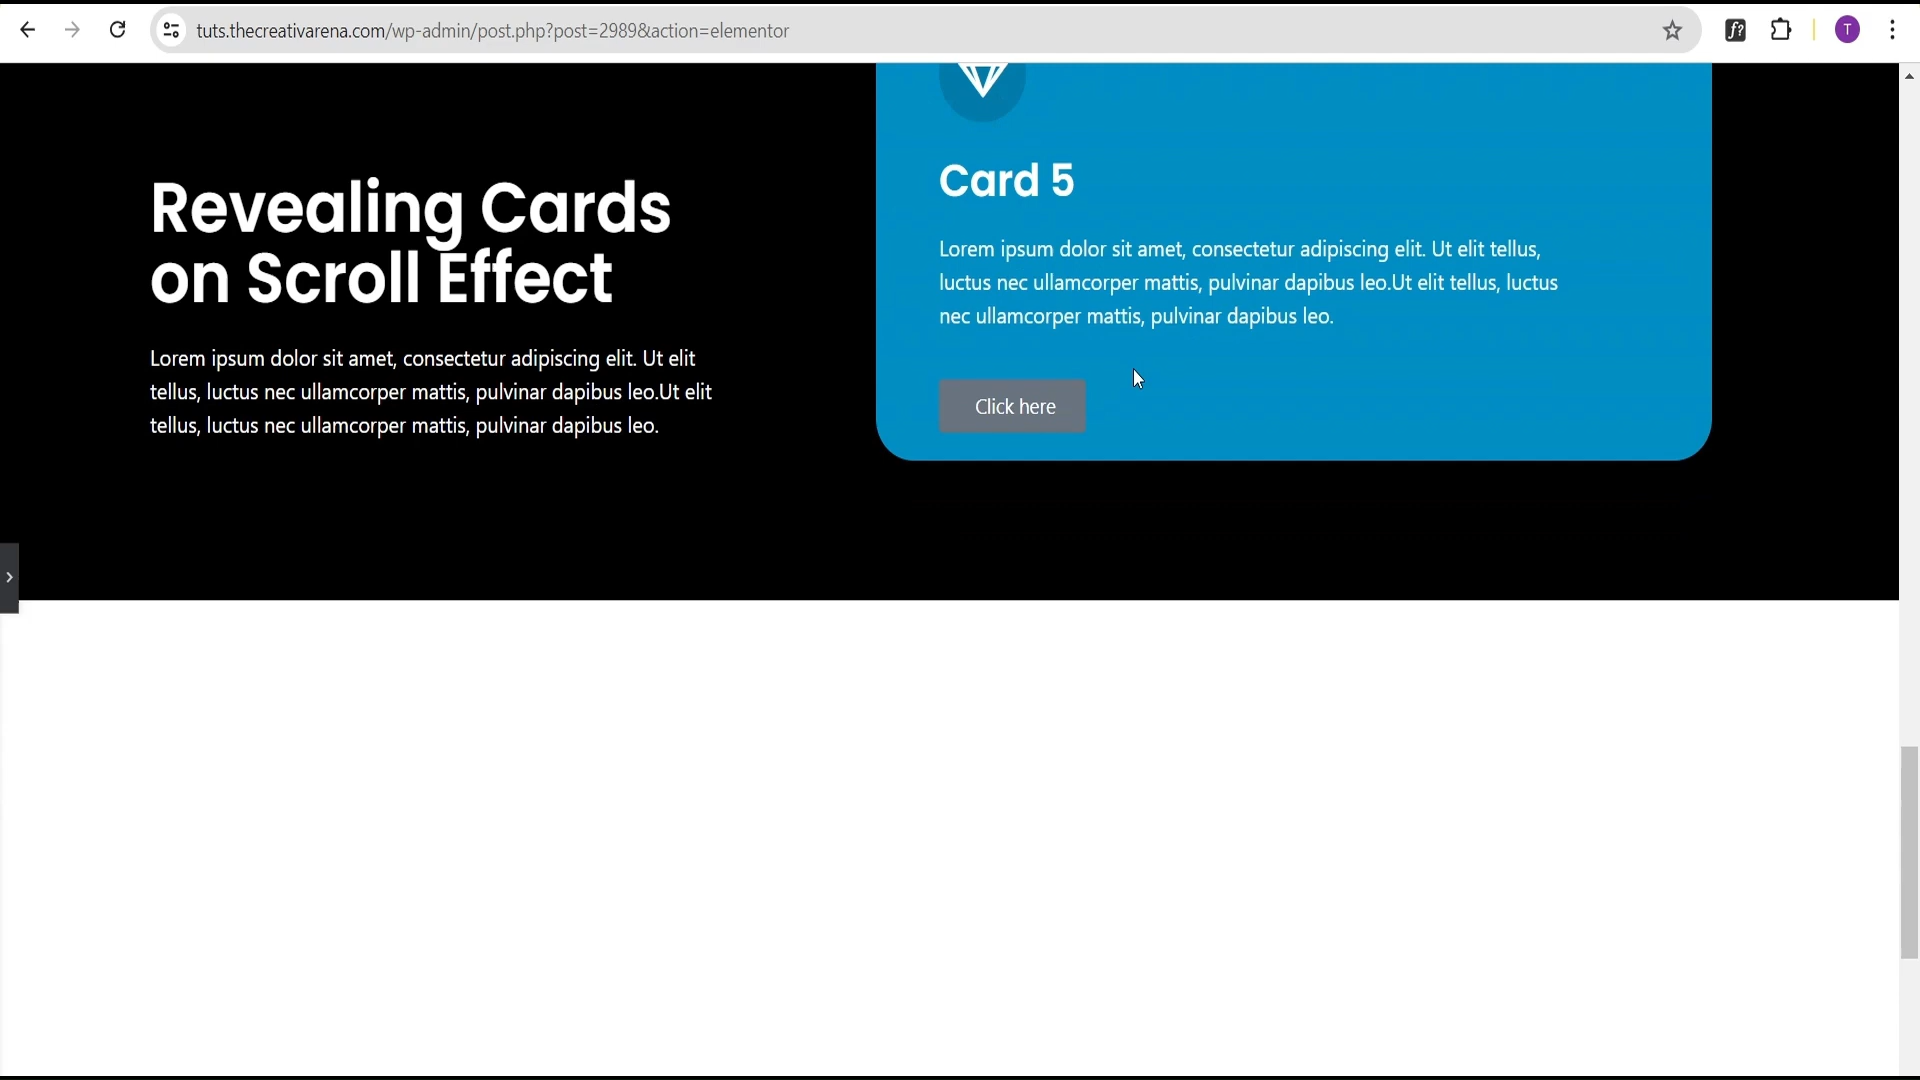 tuts.thecreativarena.com/wp-admin/post.php?post=2989&action=elementor
f?
T
Revealing Cards
on Scroll Effect
Lorem ipsum dolor sit amet, consectetur adipiscing elit. Ut elit
tellus, luctus nec ullamcorper mattis, pulvinar dapibus leo.Ut elit
tellus, luctus nec ullamcorper mattis, pulvinar dapibus leo.
Card 5
Lorem ipsum dolor sit amet, consectetur adipiscing elit. Ut elit tellus,
luctus nec ullamcorper mattis, pulvinar dapibus leo.Ut elit tellus, luctus
nec ullamcorper mattis, pulvinar dapibus leo.
Click here